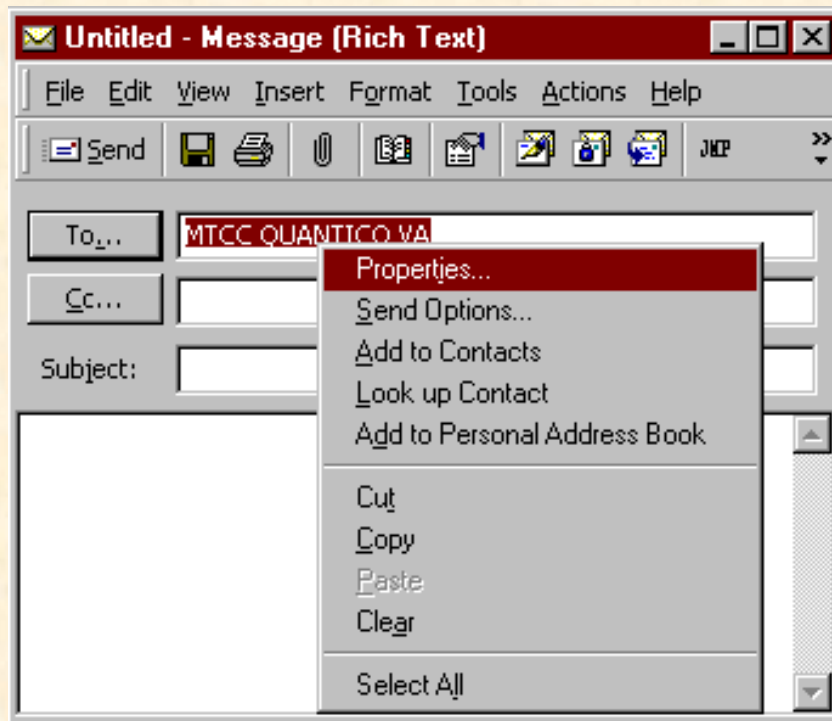 Untitled - Message (Rich Text)
File Edit View Insert Format Tools Actions Help
Send JMP »
To... MTCC QUANTICO VA
Properties...
Cc...
Send Options...
Add to Contacts
Subject:
Look up Contact
Add to Personal Address Book
Cut
Copy
Paste
Clear
Select All